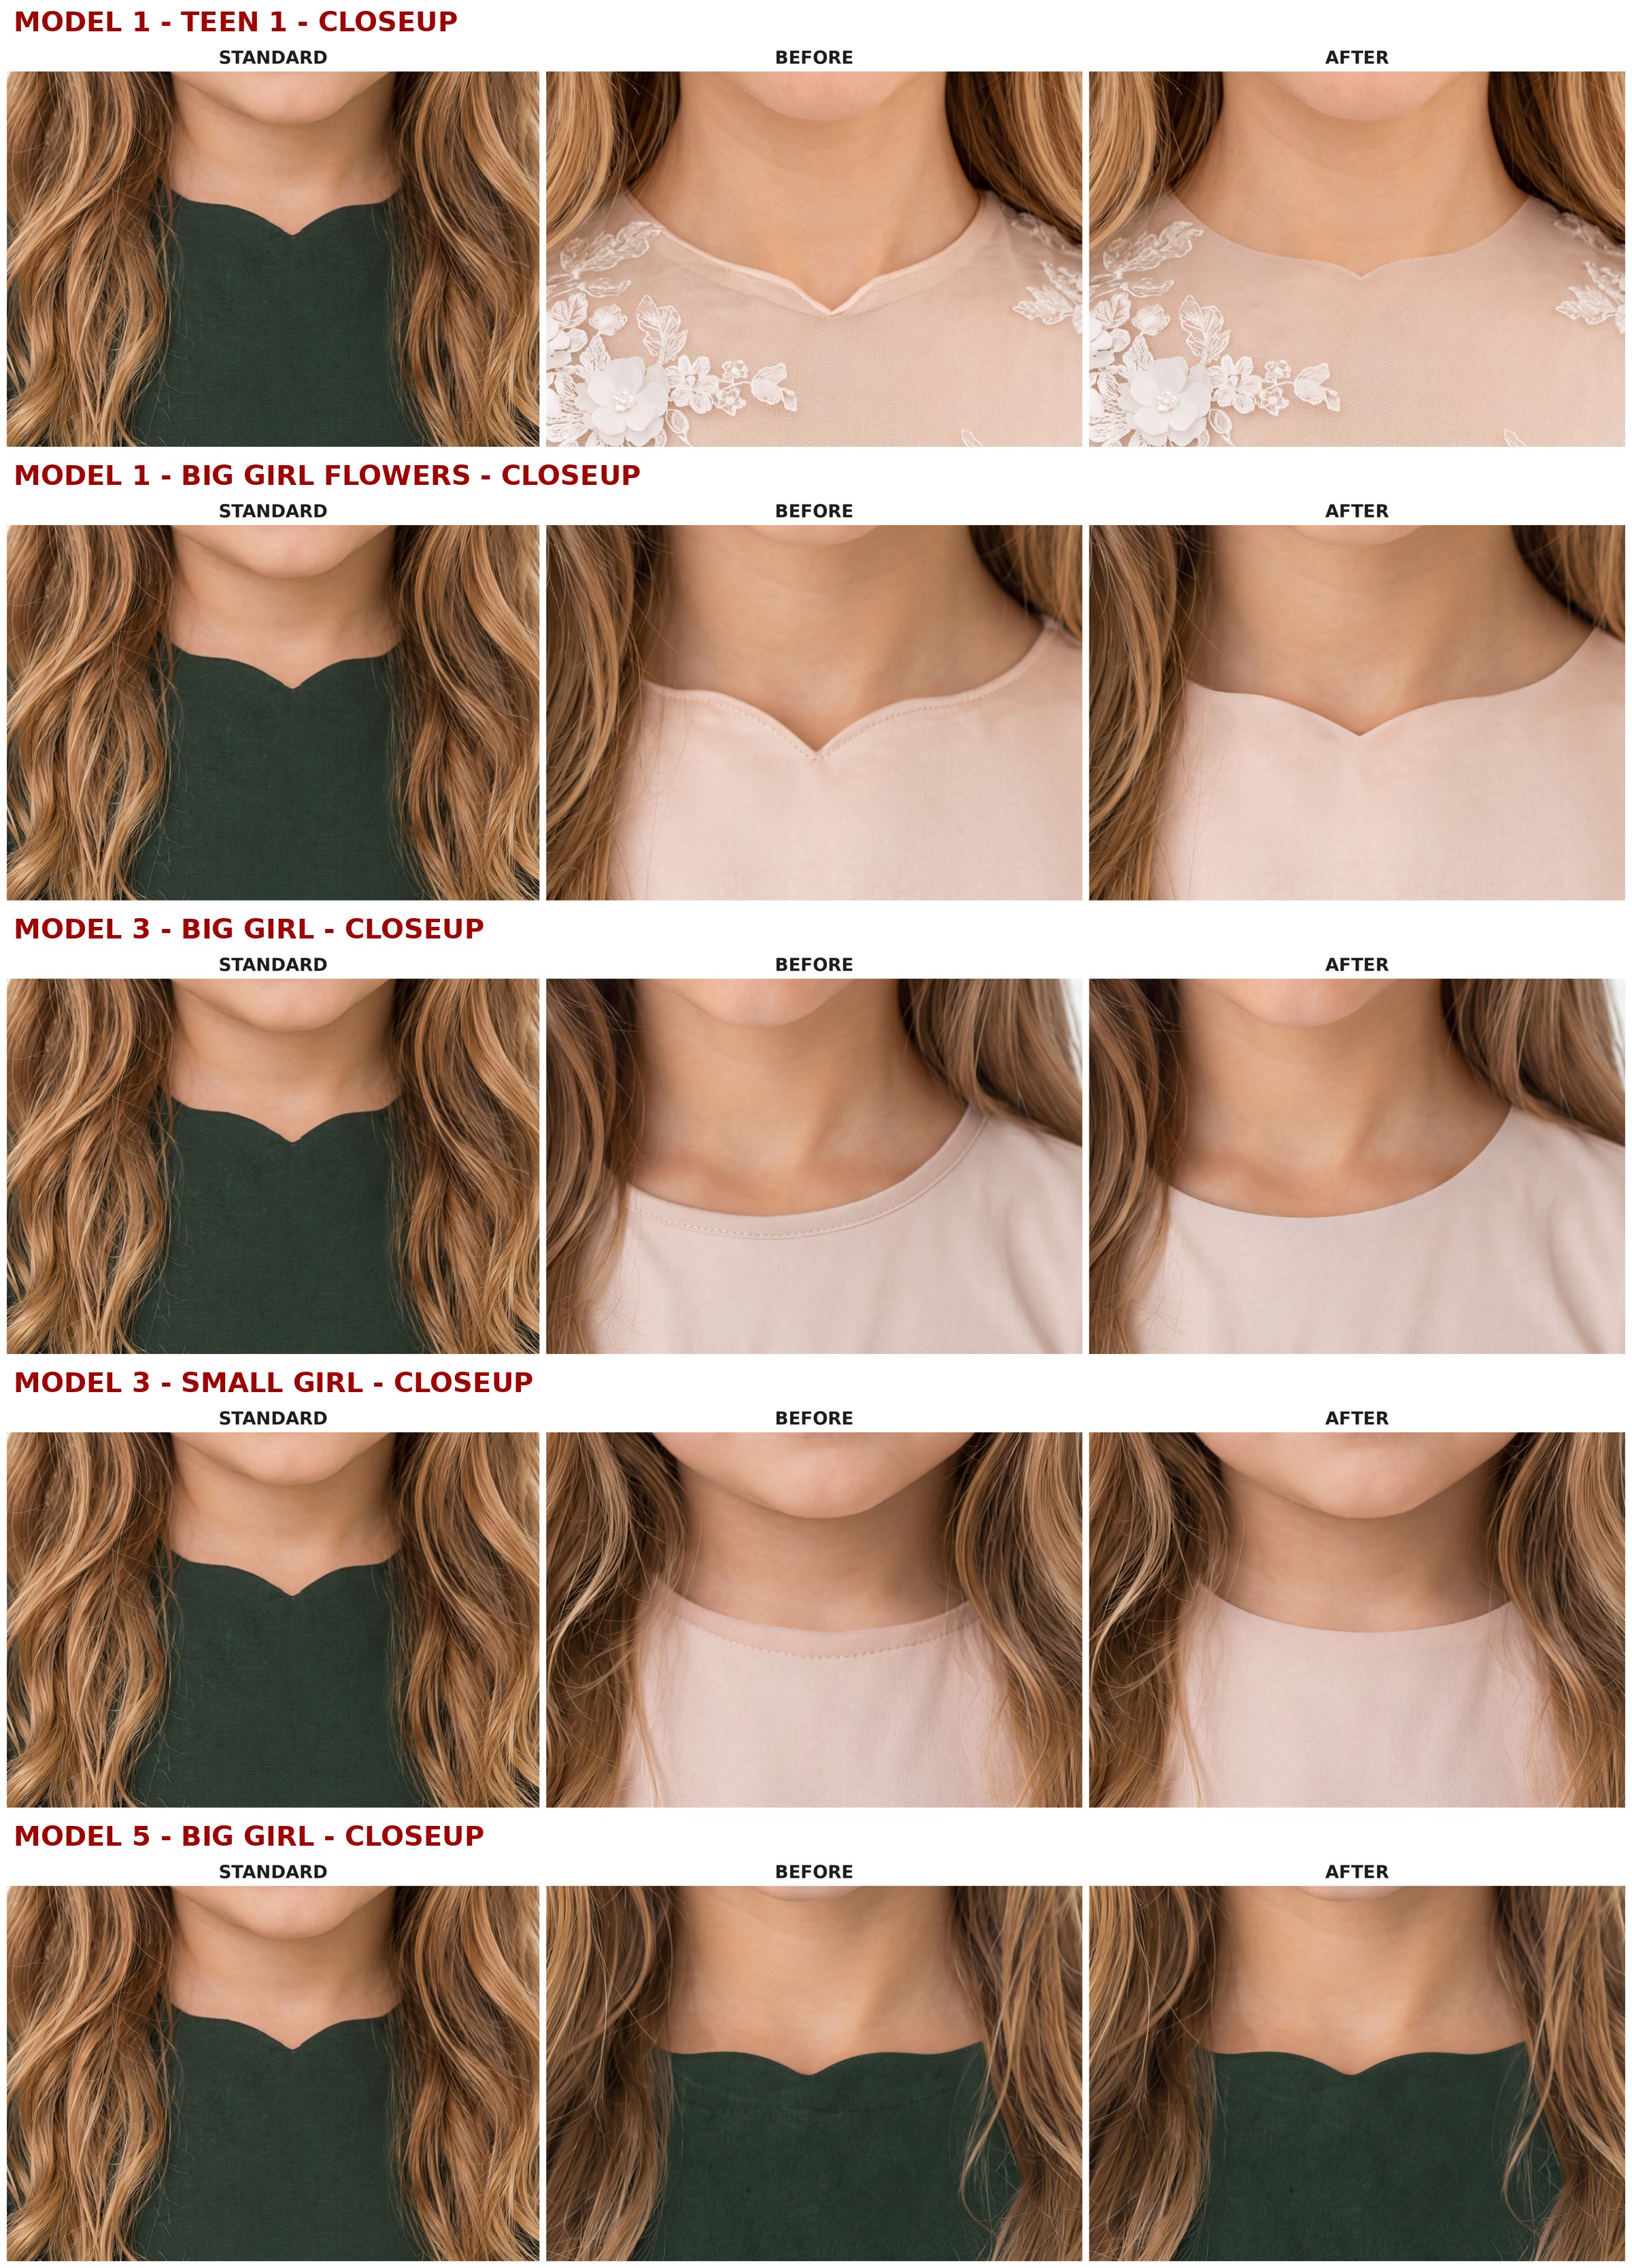 MODEL 1 - TEEN 1 - CLOSEUP
STANDARD BEFORE AFTER
MODEL 1 - BIG GIRL FLOWERS - CLOSEUP
STANDARD BEFORE AFTER
MODEL 3 - BIG GIRL - CLOSEUP
STANDARD BEFORE AFTER
MODEL 3 - SMALL GIRL - CLOSEUP
STANDARD BEFORE AFTER
MODEL 5 - BIG GIRL - CLOSEUP
STANDARD BEFORE AFTER